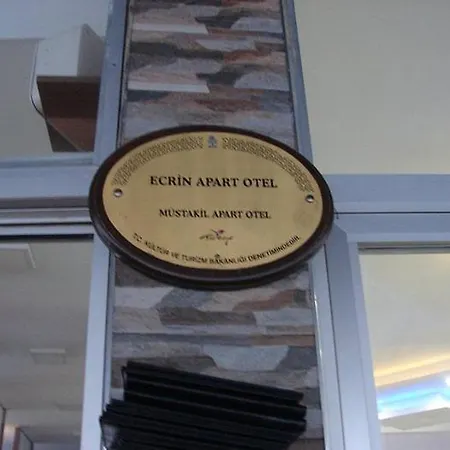 ECRİN APART OTEL
MÜSTAKİL APART OTEL
T.C. KÜLTÜR VE TURİZM BAKANLIĞI DENETİMİNDEDİR.